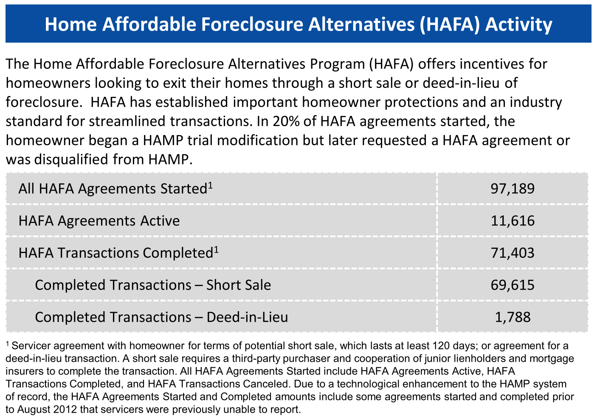 Home Affordable Foreclosure Alternatives (HAFA) Activity
The Home Affordable Foreclosure Alternatives Program (HAFA) offers incentives for
homeowners looking to exit their homes through a short sale or deed-in-lieu of
foreclosure.  HAFA has established important homeowner protections and an industry
standard for streamlined transactions. In 20% of HAFA agreements started, the
homeowner began a HAMP trial modification but later requested a HAFA agreement or
was disqualified from HAMP.
All HAFA Agreements Started¹ 97,189
HAFA Agreements Active 11,616
HAFA Transactions Completed¹ 71,403
Completed Transactions – Short Sale 69,615
Completed Transactions – Deed-in-Lieu 1,788
¹ Servicer agreement with homeowner for terms of potential short sale, which lasts at least 120 days; or agreement for a
deed-in-lieu transaction. A short sale requires a third-party purchaser and cooperation of junior lienholders and mortgage
insurers to complete the transaction. All HAFA Agreements Started include HAFA Agreements Active, HAFA
Transactions Completed, and HAFA Transactions Canceled. Due to a technological enhancement to the HAMP system
of record, the HAFA Agreements Started and Completed amounts include some agreements started and completed prior
to August 2012 that servicers were previously unable to report.